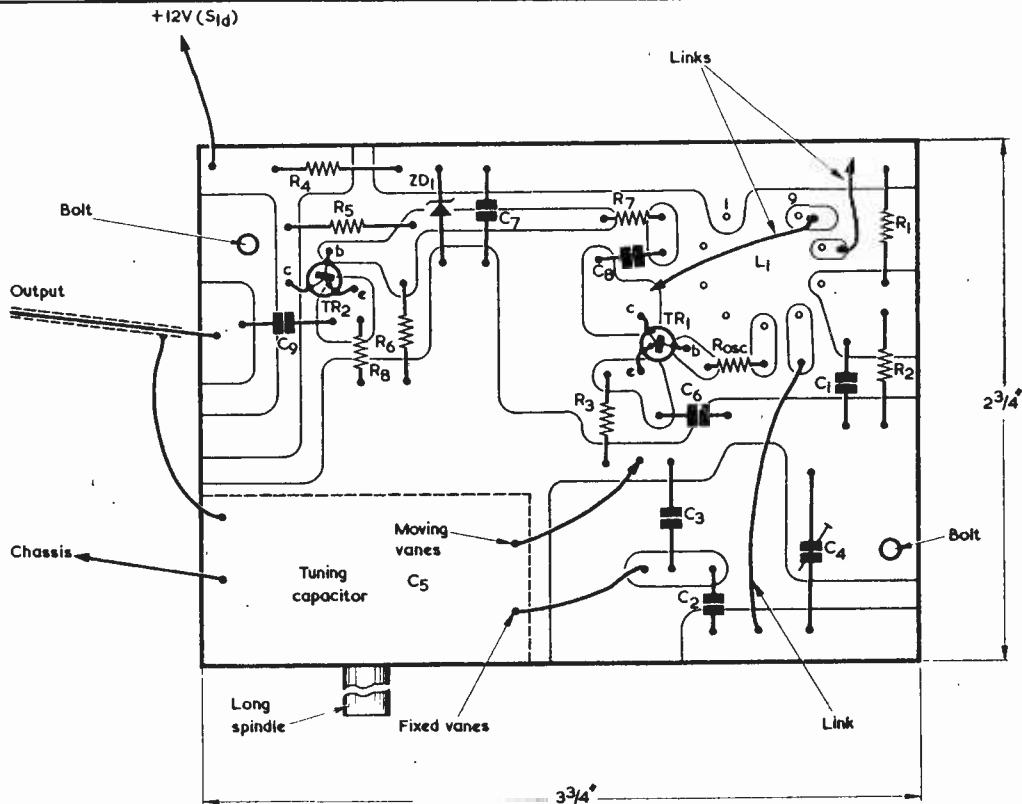 +12V (S1d)
Links
R4
ZD1
C7
R7
1
9
R1
Bolt
R5
L1
C8
b
c
e
TR2
Output
c
TR1
b
e
Rosc
C9
R6
R8
C1
R2
R3
C6
2 3/4"
Moving
vanes
C3
C4
Bolt
Chassis
Tuning
capacitor
C5
C2
Long
spindle
Fixed vanes
Link
3 3/4"